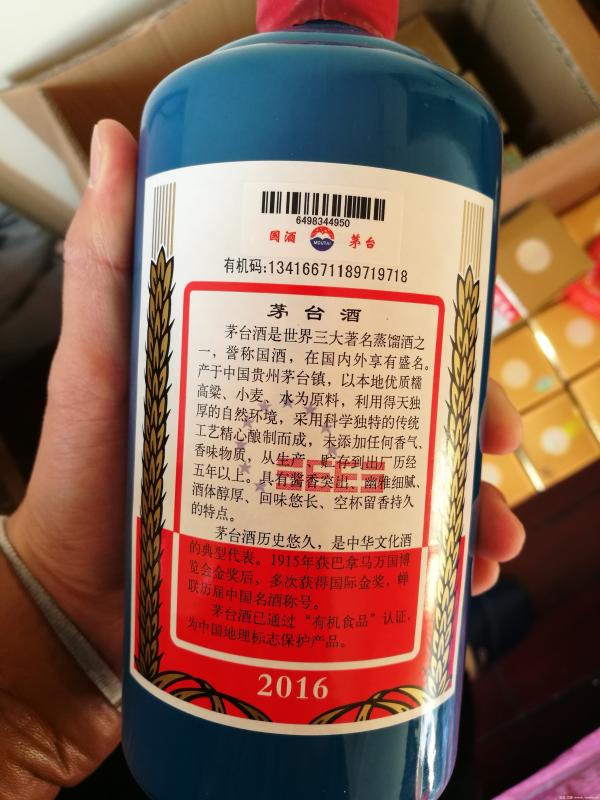 6498344950
国酒 MOUTAI 茅台
有机码:13416671189719718
茅台酒
茅台酒是世界三大著名蒸馏酒之
一，誉称国酒，在国内外享有盛名。
产于中国贵州茅台镇，以本地优质糯
高粱、小麦、水为原料，利用得天独
厚的自然环境，采用科学独特的传统
工艺精心酿制而成，未添加任何香气、
香味物质，从生产、贮存到出厂历经
五年以上。具有酱香突出、幽雅细腻、
酒体醇厚、回味悠长、空杯留香持久
的特点。
茅台酒历史悠久，是中华文化酒
的典型代表。1915年获巴拿马万国博
览会金奖后，多次获得国际金奖，蝉
联历届中国名酒称号。
茅台酒已通过“有机食品”认证，
为中国地理标志保护产品。
2016